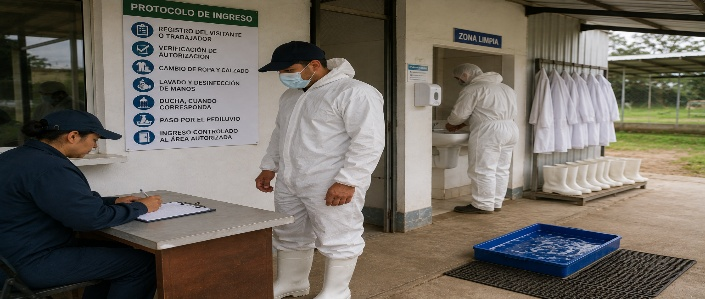 PROTOCOLO DE INGRESO
REGISTRO DEL VISITANTE
O TRABAJADOR
VERIFICACIÓN DE
AUTORIZACIÓN
CAMBIO DE ROPA Y CALZADO
LAVADO Y DESINFECCIÓN
DE MANOS
DUCHA, CUANDO
CORRESPONDA
PASO POR EL PEDILUVIO
INGRESO CONTROLADO
AL ÁREA AUTORIZADA
ZONA LIMPIA